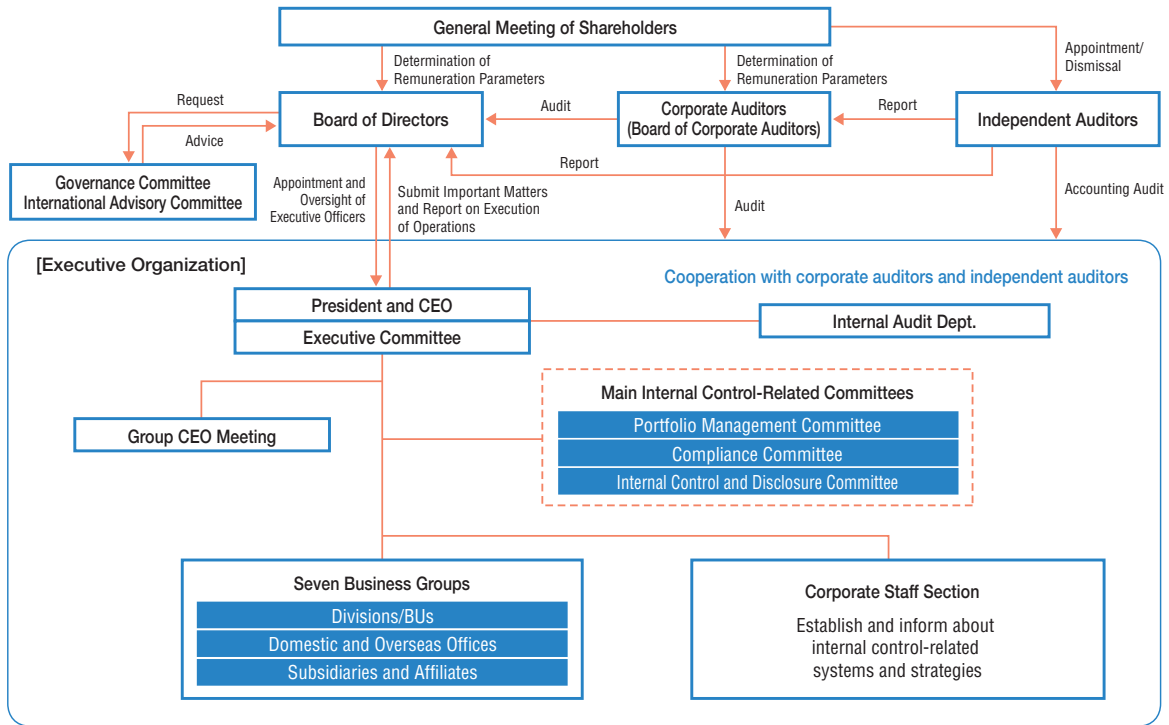 General Meeting of Shareholders
Determination of
Remuneration Parameters
Determination of
Remuneration Parameters
Appointment/
Dismissal
Request
Board of Directors
Audit
Corporate Auditors
(Board of Corporate Auditors)
Report
Independent Auditors
Advice
Governance Committee
International Advisory Committee
Appointment and
Oversight of
Executive Officers
Submit Important Matters
and Report on Execution
of Operations
Report
Audit
Accounting Audit
[Executive Organization]
Cooperation with corporate auditors and independent auditors
President and CEO
Executive Committee
Internal Audit Dept.
Group CEO Meeting
Main Internal Control-Related Committees
Portfolio Management Committee
Compliance Committee
Internal Control and Disclosure Committee
Seven Business Groups
Divisions/BUs
Domestic and Overseas Offices
Subsidiaries and Affiliates
Corporate Staff Section
Establish and inform about
internal control-related
systems and strategies